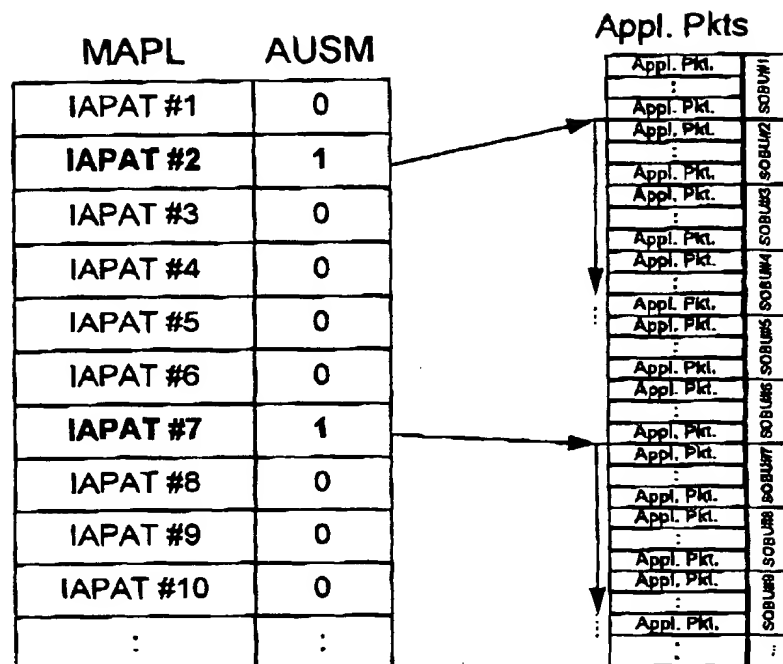 MAPL AUSM
IAPAT #1 0
IAPAT #2 1
IAPAT #3 0
IAPAT #4 0
IAPAT #5 0
IAPAT #6 0
IAPAT #7 1
IAPAT #8 0
IAPAT #9 0
IAPAT #10 0
: :
Appl. Pkts
Appl. Pkt.
:
Appl. Pkt.
SOBU#1
Appl. Pkt.
:
Appl. Pkt.
SOBU#2
Appl. Pkt.
:
Appl. Pkt.
SOBU#3
Appl. Pkt.
:
Appl. Pkt.
SOBU#4
Appl. Pkt.
:
Appl. Pkt.
SOBU#5
Appl. Pkt.
:
Appl. Pkt.
SOBU#6
Appl. Pkt.
:
Appl. Pkt.
SOBU#7
Appl. Pkt.
:
Appl. Pkt.
SOBU#8
Appl. Pkt.
:
Appl. Pkt.
SOBU#9
:
...